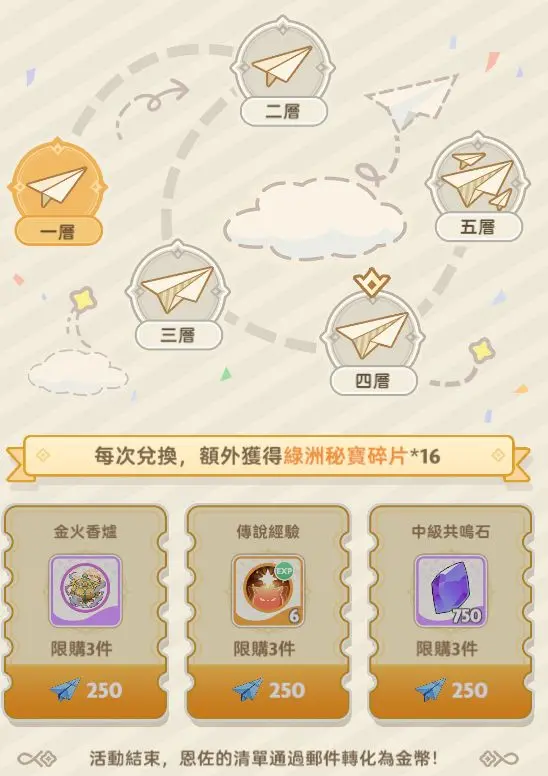 二層
一層
五層
三層
四層
每次兌換，額外獲得綠洲秘寶碎片*16
金火香爐
傳說經驗
中級共鳴石
EXP
6
750
限購3件
限購3件
限購3件
250
250
250
活動結束，恩佐的清單通過郵件轉化為金幣！